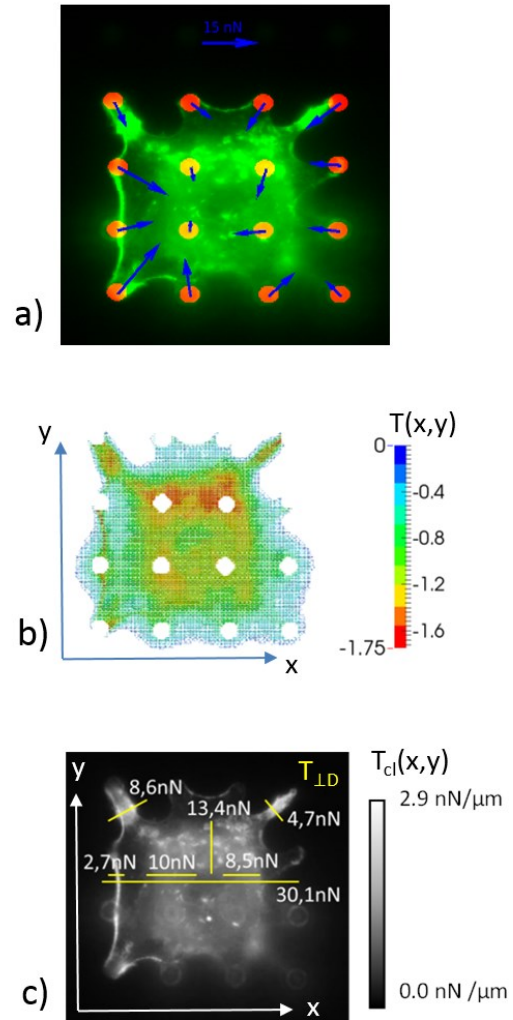 15 nN
a)
y
T(x,y)
0
-0.4
-0.8
-1.2
-1.6
-1.75
b)
x
y
T⊥D
Tcl(x,y)
8,6nN
2.9 nN/μm
13,4nN
4,7nN
2,7nN 10nN 8,5nN
30,1nN
0.0 nN /μm
c)
x